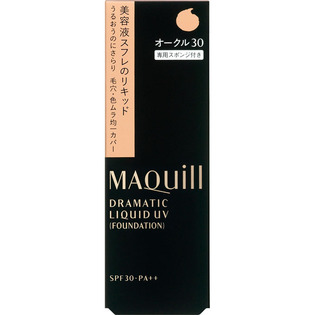 オークル30
専用スポンジ付き
美容液スフレのリキッド
うるおうのにさらり 毛穴・色ムラ均一カバー
MAQuillL
DRAMATIC
LIQUID UV
(FOUNDATION)
SPF30・PA++